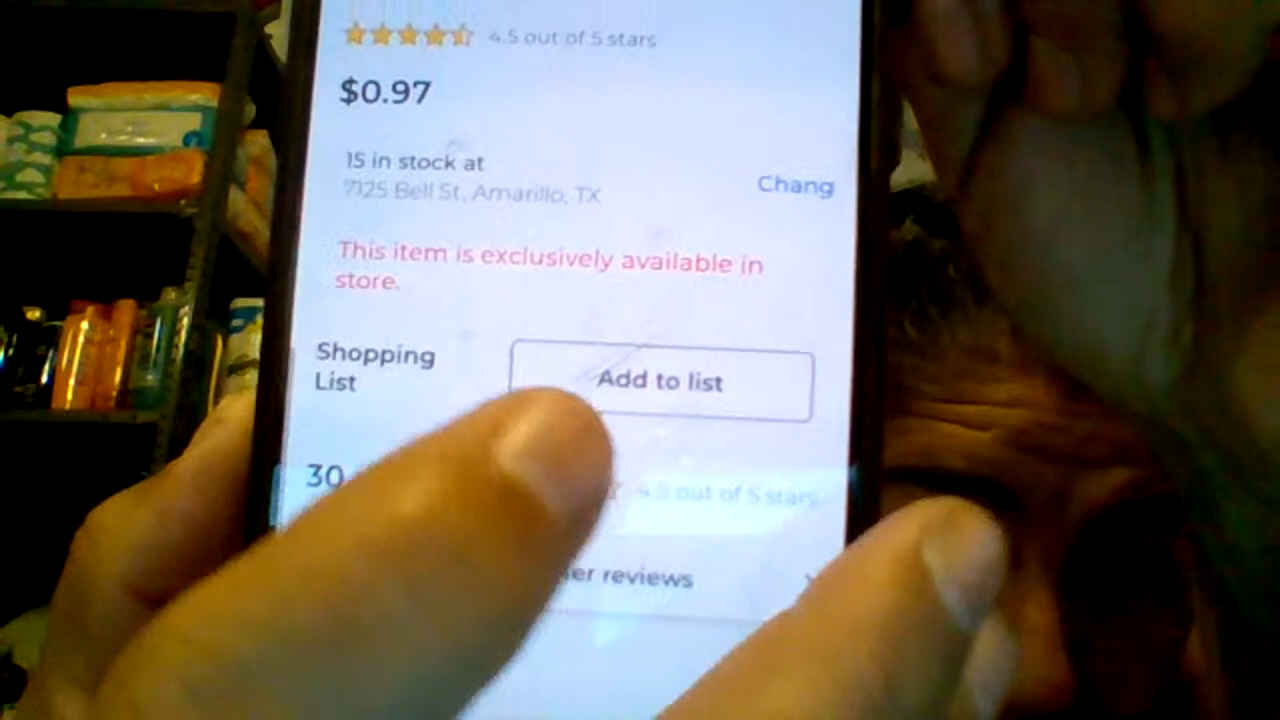 4.5 out of 5 stars
$0.97
15 in stock at
7125 Bell St, Amarillo, TX
Chang
This item is exclusively available in
store.
Shopping
List
Add to list
30
4.5 out of 5 stars
er reviews